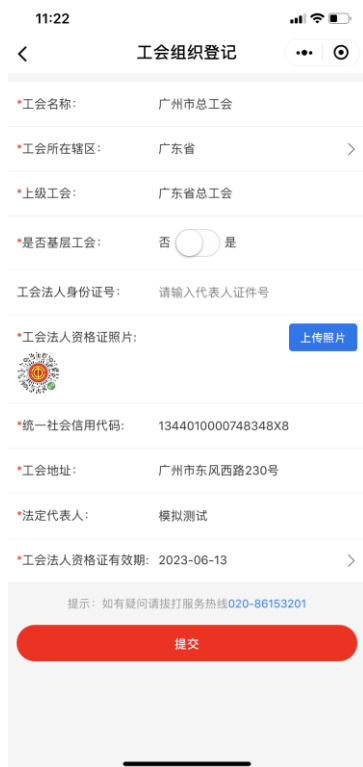 11:22
工会组织登记
*工会名称： 广州市总工会
*工会所在辖区： 广东省
*上级工会： 广东省总工会
*是否基层工会： 否 是
工会法人身份证号： 请输入代表人证件号
*工会法人资格证照片: 上传照片
*统一社会信用代码: 1344010000748348X8
*工会地址： 广州市东风西路230号
*法定代表人： 模拟测试
*工会法人资格证有效期: 2023-06-13
提示：如有疑问请拨打服务热线020-86153201
提交